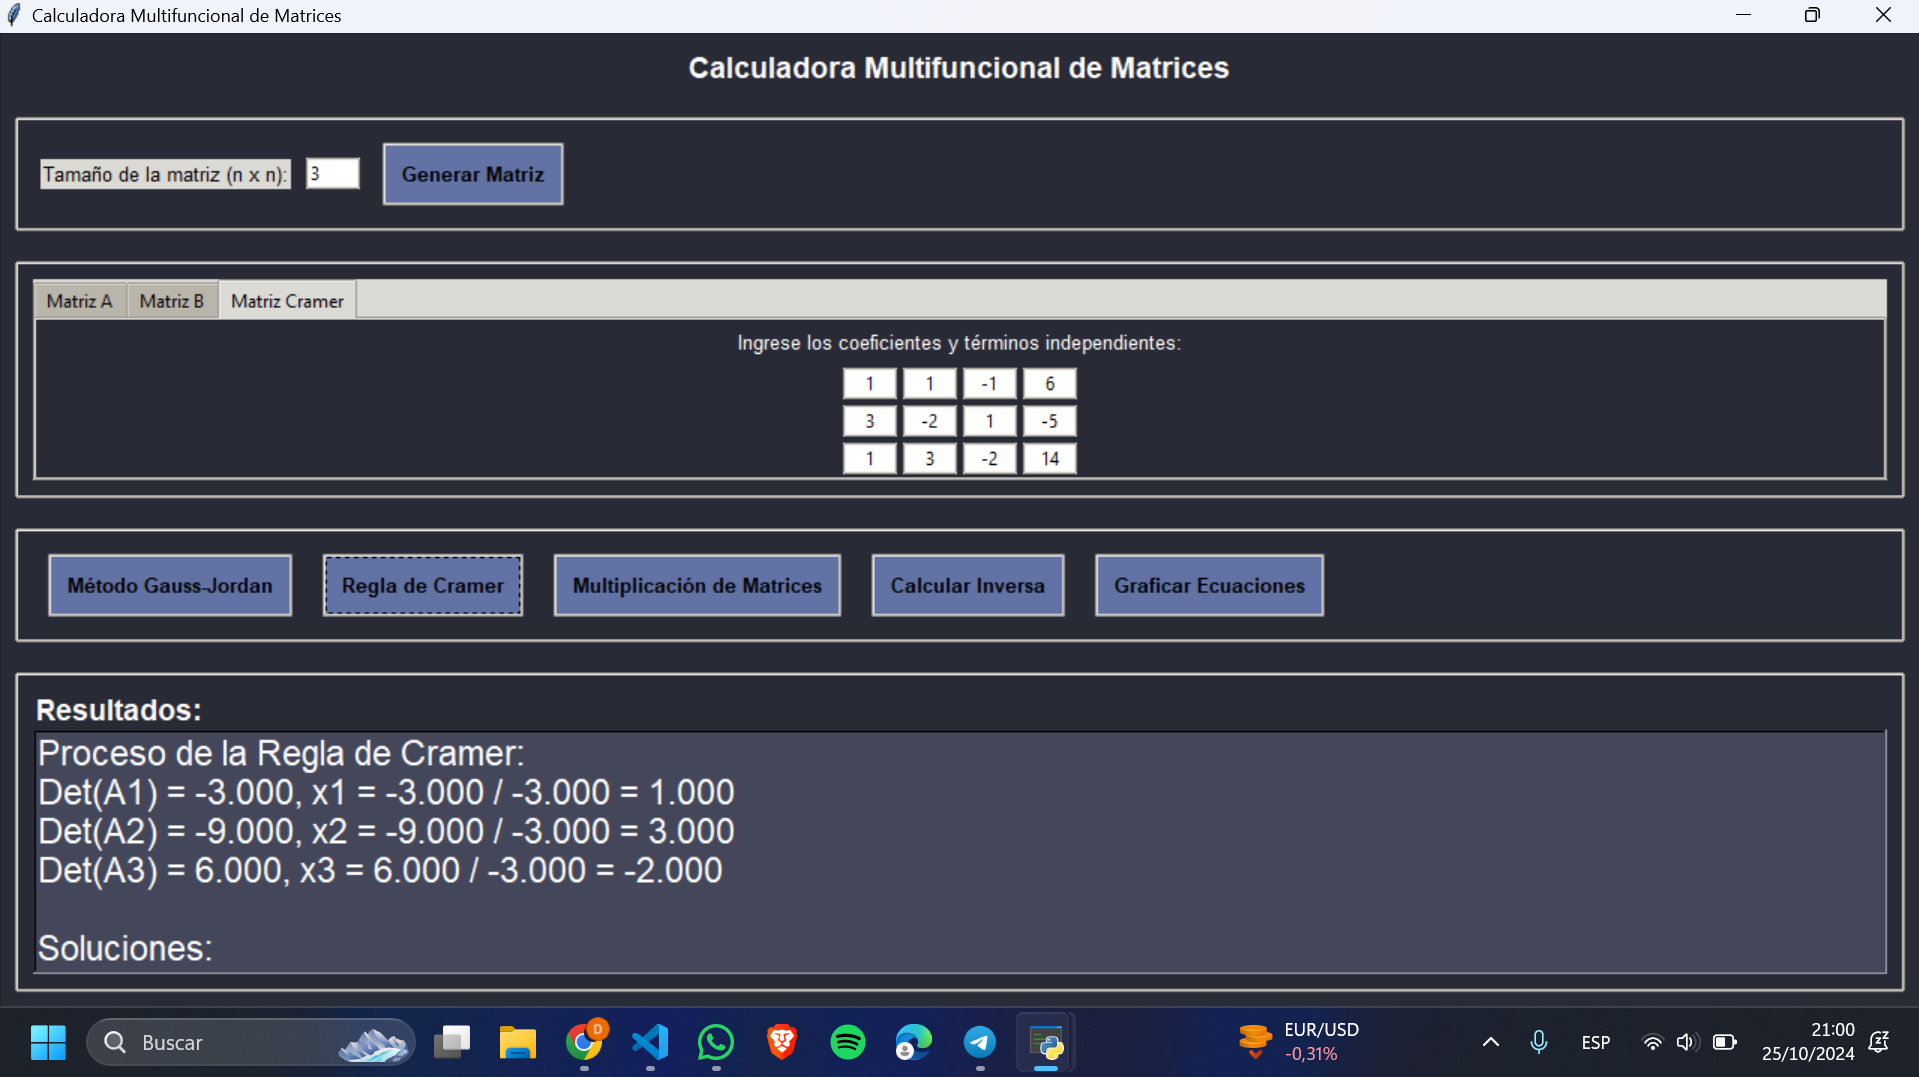 Calculadora Multifuncional de Matrices
Calculadora Multifuncional de Matrices
Tamaño de la matriz (n x n): 3 Generar Matriz
Matriz A Matriz B Matriz Cramer
Ingrese los coeficientes y términos independientes:
1 1 -1 6
3 -2 1 -5
1 3 -2 14
Método Gauss-Jordan Regla de Cramer Multiplicación de Matrices Calcular Inversa Graficar Ecuaciones
Resultados:
Proceso de la Regla de Cramer:
Det(A1) = -3.000, x1 = -3.000 / -3.000 = 1.000
Det(A2) = -9.000, x2 = -9.000 / -3.000 = 3.000
Det(A3) = 6.000, x3 = 6.000 / -3.000 = -2.000
Soluciones:
Buscar
D
EUR/USD
-0,31%
ESP
21:00
25/10/2024